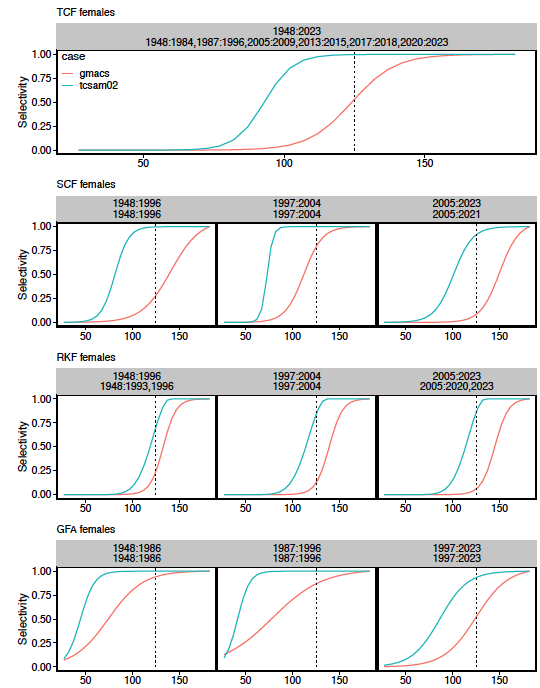 TCF females
1948:2023
1948:1984,1987:1996,2005:2009,2013:2015,2017:2018,2020:2023
Selectivity
1.00
0.75
0.50
0.25
0.00
case
gmacs
tcsam02
50 100 150
SCF females
1948:1996 1997:2004 2005:2023
1948:1996 1997:2004 2005:2021
Selectivity
1.00
0.75
0.50
0.25
0.00
50 100 150 50 100 150 50 100 150
RKF females
1948:1996 1997:2004 2005:2023
1948:1993,1996 1997:2004 2005:2020,2023
Selectivity
1.00
0.75
0.50
0.25
0.00
50 100 150 50 100 150 50 100 150
GFA females
1948:1986 1987:1996 1997:2023
1948:1986 1987:1996 1997:2023
Selectivity
1.00
0.75
0.50
0.25
0.00
50 100 150 50 100 150 50 100 150